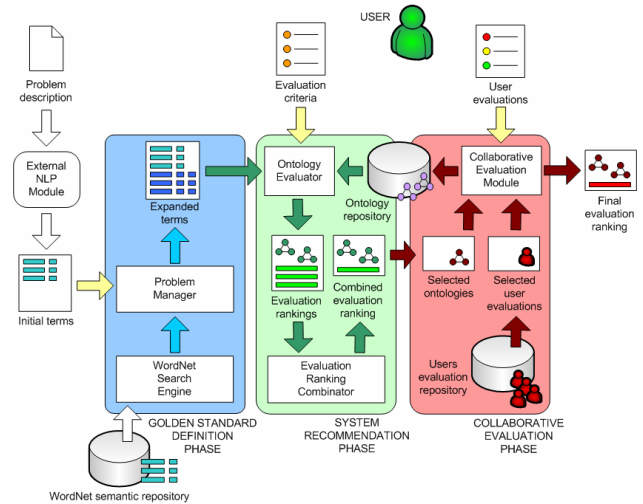 USER
Problem
description
Evaluation
criteria
User
evaluations
External
NLP
Module
Expanded
terms
Ontology
Evaluator
Ontology
repository
Collaborative
Evaluation
Module
Final
evaluation
ranking
Initial terms
Problem
Manager
Evaluation
rankings
Combined
evaluation
ranking
Selected
ontologies
Selected
user
evaluations
WordNet
Search
Engine
Evaluation
Ranking
Combinator
Users
evaluation
repository
GOLDEN STANDARD
DEFINITION
PHASE
SYSTEM
RECOMMENDATION
PHASE
COLLABORATIVE
EVALUATION
PHASE
WordNet semantic repository